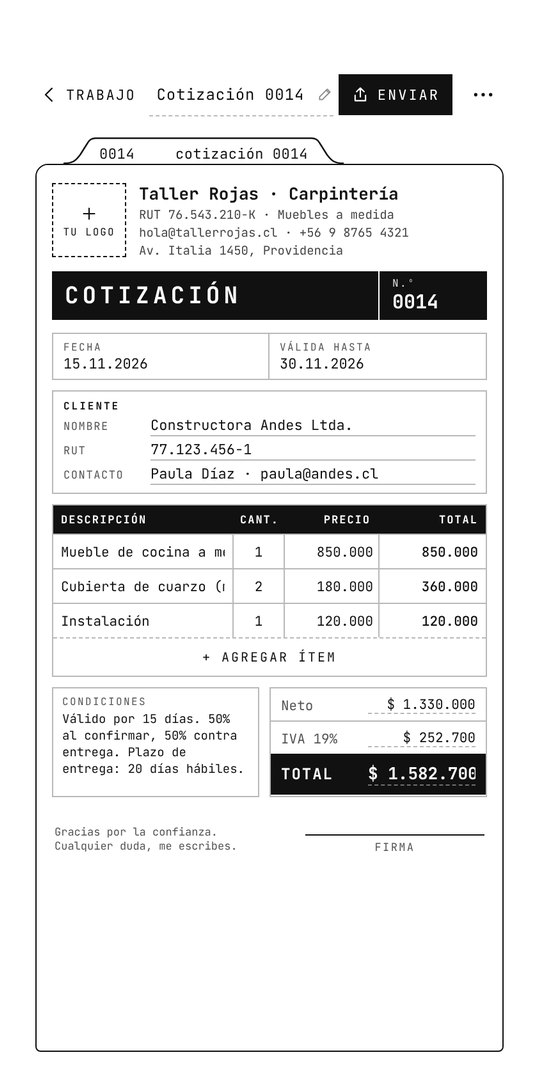 TRABAJO Cotización 0014 ENVIAR
0014 cotización 0014
Taller Rojas · Carpintería
RUT 76.543.210-K · Muebles a medida
hola@tallerrojas.cl · +56 9 8765 4321
Av. Italia 1450, Providencia
+
TU LOGO
COTIZACIÓN
N.°
0014
FECHA
15.11.2026
VÁLIDA HASTA
30.11.2026
CLIENTE
NOMBRE Constructora Andes Ltda.
RUT 77.123.456-1
CONTACTO Paula Díaz · paula@andes.cl
DESCRIPCIÓN CANT. PRECIO TOTAL
Mueble de cocina a 1 850.000 850.000
Cubierta de cuarzo 2 180.000 360.000
Instalación 1 120.000 120.000
+ AGREGAR ÍTEM
CONDICIONES
Válido por 15 días. 50%
al confirmar, 50% contra
entrega. Plazo de
entrega: 20 días hábiles.
Neto $ 1.330.000
IVA 19% $ 252.700
TOTAL $ 1.582.700
Gracias por la confianza.
Cualquier duda, me escribes.
FIRMA